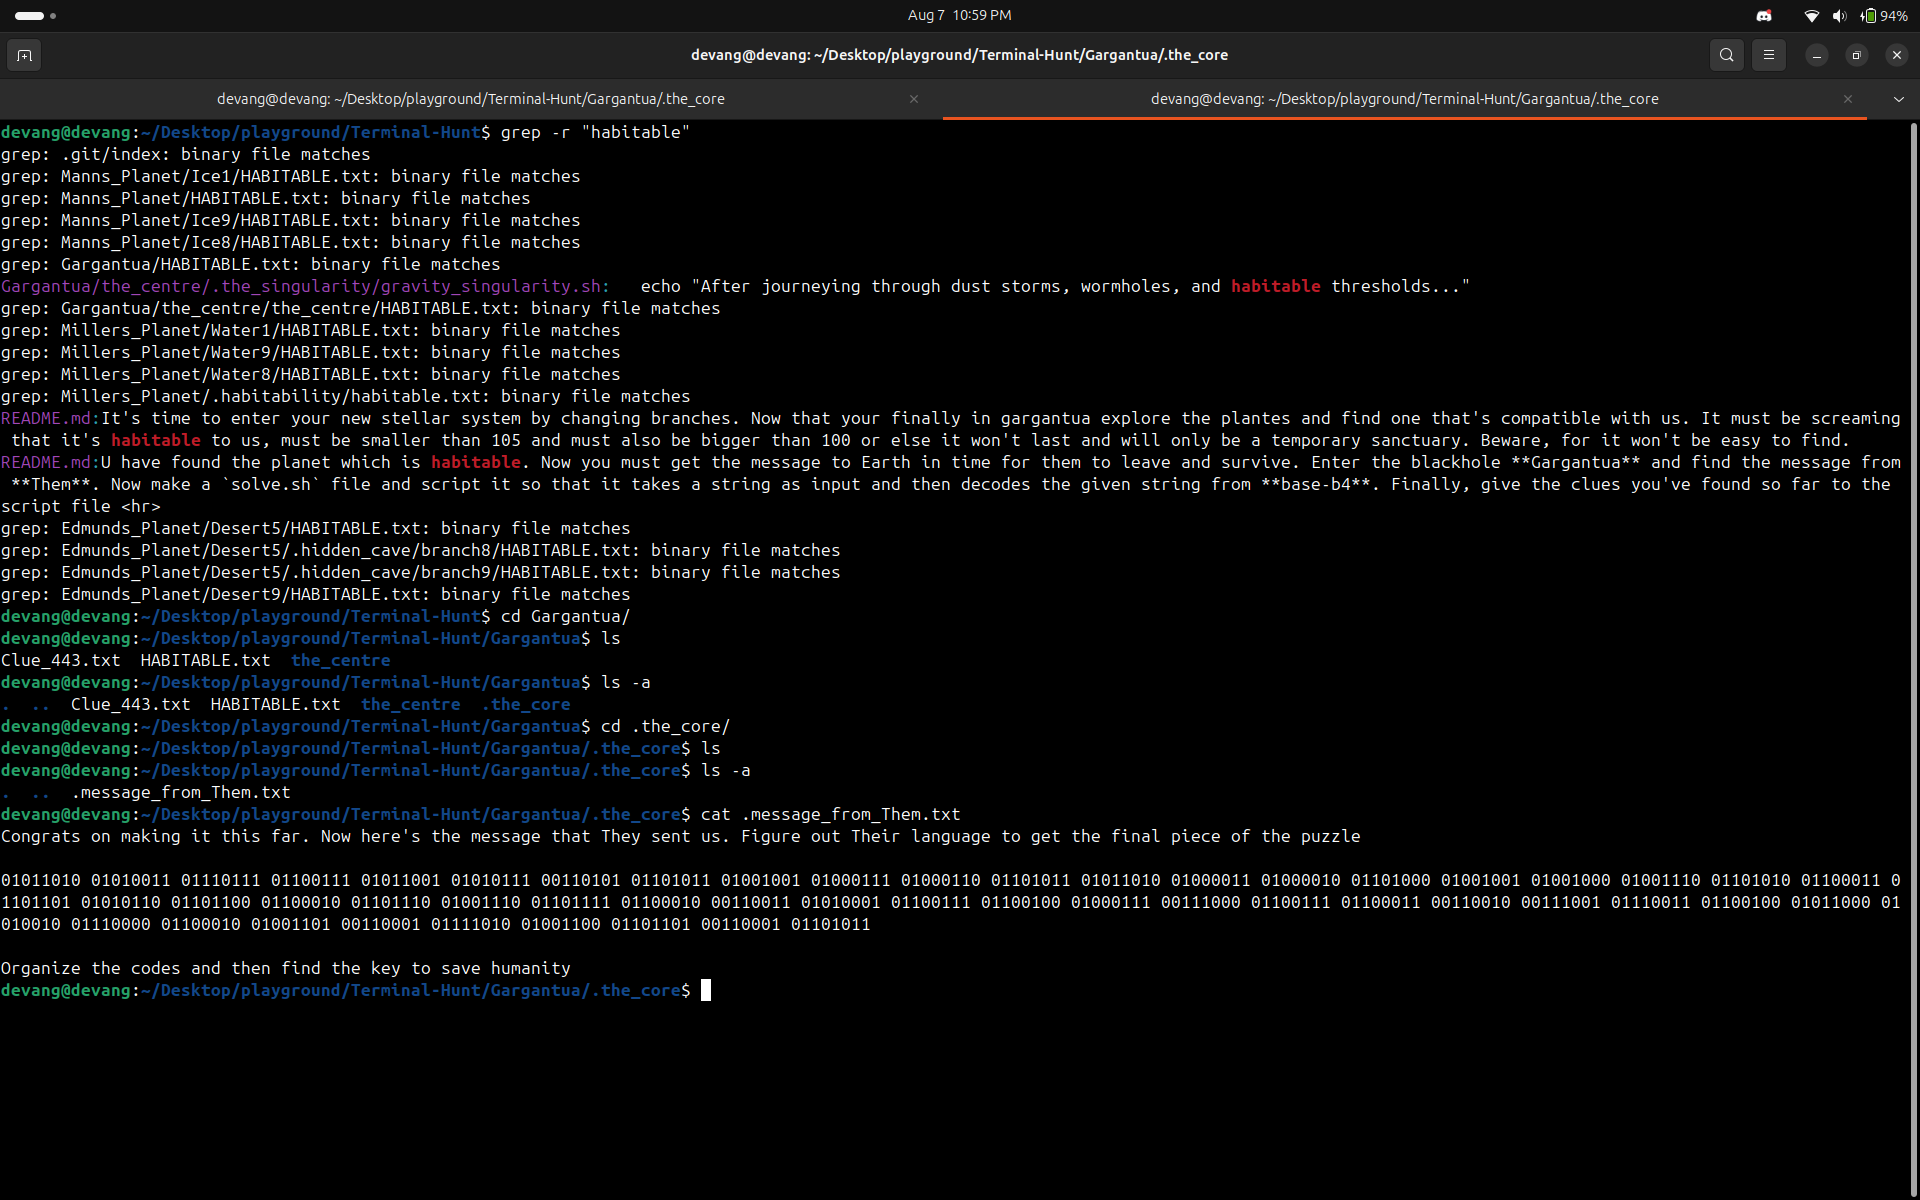 Aug 7  10:59 PM
94%
devang@devang: ~/Desktop/playground/Terminal-Hunt/Gargantua/.the_core
devang@devang: ~/Desktop/playground/Terminal-Hunt/Gargantua/.the_core
devang@devang: ~/Desktop/playground/Terminal-Hunt/Gargantua/.the_core
devang@devang:~/Desktop/playground/Terminal-Hunt$ grep -r "habitable"
grep: .git/index: binary file matches
grep: Manns_Planet/Ice1/HABITABLE.txt: binary file matches
grep: Manns_Planet/HABITABLE.txt: binary file matches
grep: Manns_Planet/Ice9/HABITABLE.txt: binary file matches
grep: Manns_Planet/Ice8/HABITABLE.txt: binary file matches
grep: Gargantua/HABITABLE.txt: binary file matches
Gargantua/the_centre/.the_singularity/gravity_singularity.sh:   echo "After journeying through dust storms, wormholes, and habitable thresholds..."
grep: Gargantua/the_centre/the_centre/HABITABLE.txt: binary file matches
grep: Millers_Planet/Water1/HABITABLE.txt: binary file matches
grep: Millers_Planet/Water9/HABITABLE.txt: binary file matches
grep: Millers_Planet/Water8/HABITABLE.txt: binary file matches
grep: Millers_Planet/.habitability/habitable.txt: binary file matches
README.md:It's time to enter your new stellar system by changing branches. Now that your finally in gargantua explore the plantes and find one that's compatible with us. It must be screaming
 that it's habitable to us, must be smaller than 105 and must also be bigger than 100 or else it won't last and will only be a temporary sanctuary. Beware, for it won't be easy to find.
README.md:U have found the planet which is habitable. Now you must get the message to Earth in time for them to leave and survive. Enter the blackhole **Gargantua** and find the message from
 **Them**. Now make a `solve.sh` file and script it so that it takes a string as input and then decodes the given string from **base-b4**. Finally, give the clues you've found so far to the
script file <hr>
grep: Edmunds_Planet/Desert5/HABITABLE.txt: binary file matches
grep: Edmunds_Planet/Desert5/.hidden_cave/branch8/HABITABLE.txt: binary file matches
grep: Edmunds_Planet/Desert5/.hidden_cave/branch9/HABITABLE.txt: binary file matches
grep: Edmunds_Planet/Desert9/HABITABLE.txt: binary file matches
devang@devang:~/Desktop/playground/Terminal-Hunt$ cd Gargantua/
devang@devang:~/Desktop/playground/Terminal-Hunt/Gargantua$ ls
Clue_443.txt  HABITABLE.txt  the_centre
devang@devang:~/Desktop/playground/Terminal-Hunt/Gargantua$ ls -a
.  ..  Clue_443.txt  HABITABLE.txt  the_centre  .the_core
devang@devang:~/Desktop/playground/Terminal-Hunt/Gargantua$ cd .the_core/
devang@devang:~/Desktop/playground/Terminal-Hunt/Gargantua/.the_core$ ls
devang@devang:~/Desktop/playground/Terminal-Hunt/Gargantua/.the_core$ ls -a
.  ..  .message_from_Them.txt
devang@devang:~/Desktop/playground/Terminal-Hunt/Gargantua/.the_core$ cat .message_from_Them.txt
Congrats on making it this far. Now here's the message that They sent us. Figure out Their language to get the final piece of the puzzle
01011010 01010011 01110111 01100111 01011001 01010111 00110101 01101011 01001001 01000111 01000110 01101011 01011010 01000011 01000010 01101000 01001001 01001000 01001110 01101010 01100011 0
1101101 01010110 01101100 01100010 01101110 01001110 01101111 01100010 00110011 01010001 01100111 01100100 01000111 00111000 01100111 01100011 00110010 00111001 01110011 01100100 01011000 01
010010 01110000 01100010 01001101 00110001 01111010 01001100 01101101 00110001 01101011
Organize the codes and then find the key to save humanity
devang@devang:~/Desktop/playground/Terminal-Hunt/Gargantua/.the_core$